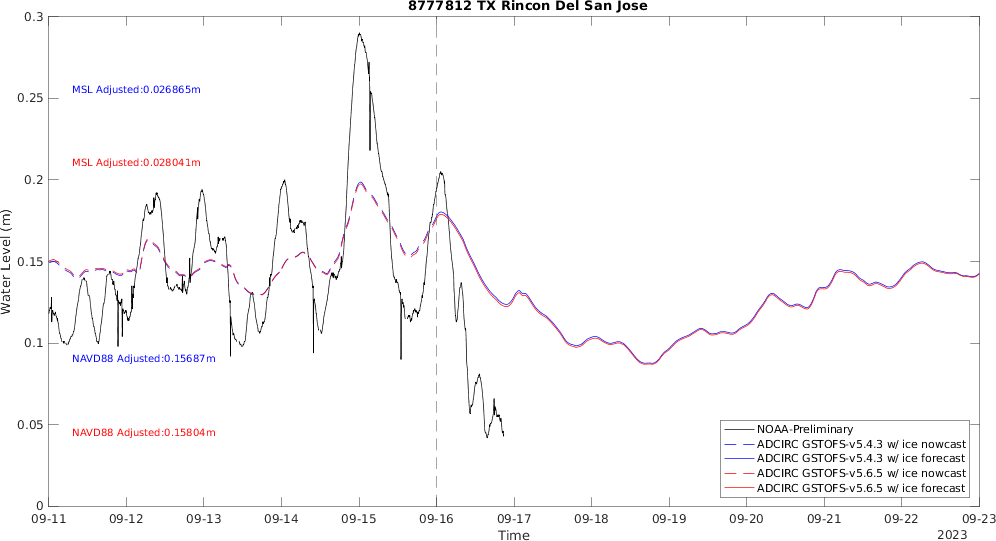 8777812 TX Rincon Del San Jose
0.3
0.25
0.2
0.15
0.1
0.05
0
Water Level (m)
MSL Adjusted:0.026865m
MSL Adjusted:0.028041m
NAVD88 Adjusted:0.15687m
NAVD88 Adjusted:0.15804m
NOAA-Preliminary
ADCIRC GSTOFS-v5.4.3 w/ ice nowcast
ADCIRC GSTOFS-v5.4.3 w/ ice forecast
ADCIRC GSTOFS-v5.6.5 w/ ice nowcast
ADCIRC GSTOFS-v5.6.5 w/ ice forecast
09-11 09-12 09-13 09-14 09-15 09-16 09-17 09-18 09-19 09-20 09-21 09-22 09-23
Time
2023